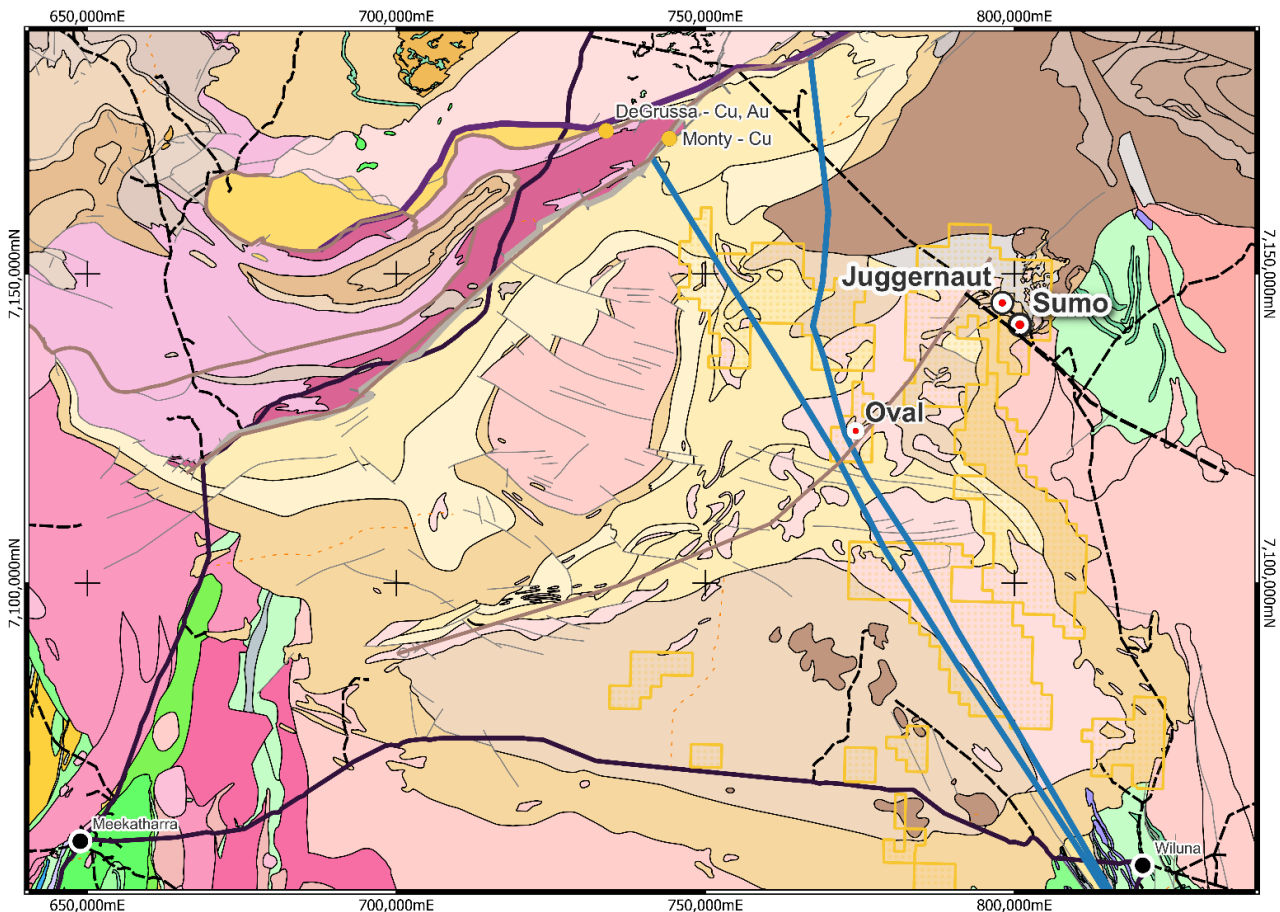 650,000mE
700,000mE
750,000mE
800,000mE
DeGrussa - Cu, Au
Monty - Cu
7,150,000mN
7,150,000mN
Juggernaut
Sumo
Oval
7,100,000mN
7,100,000mN
Meekatharra
Wiluna
650,000mE
700,000mE
750,000mE
800,000mE